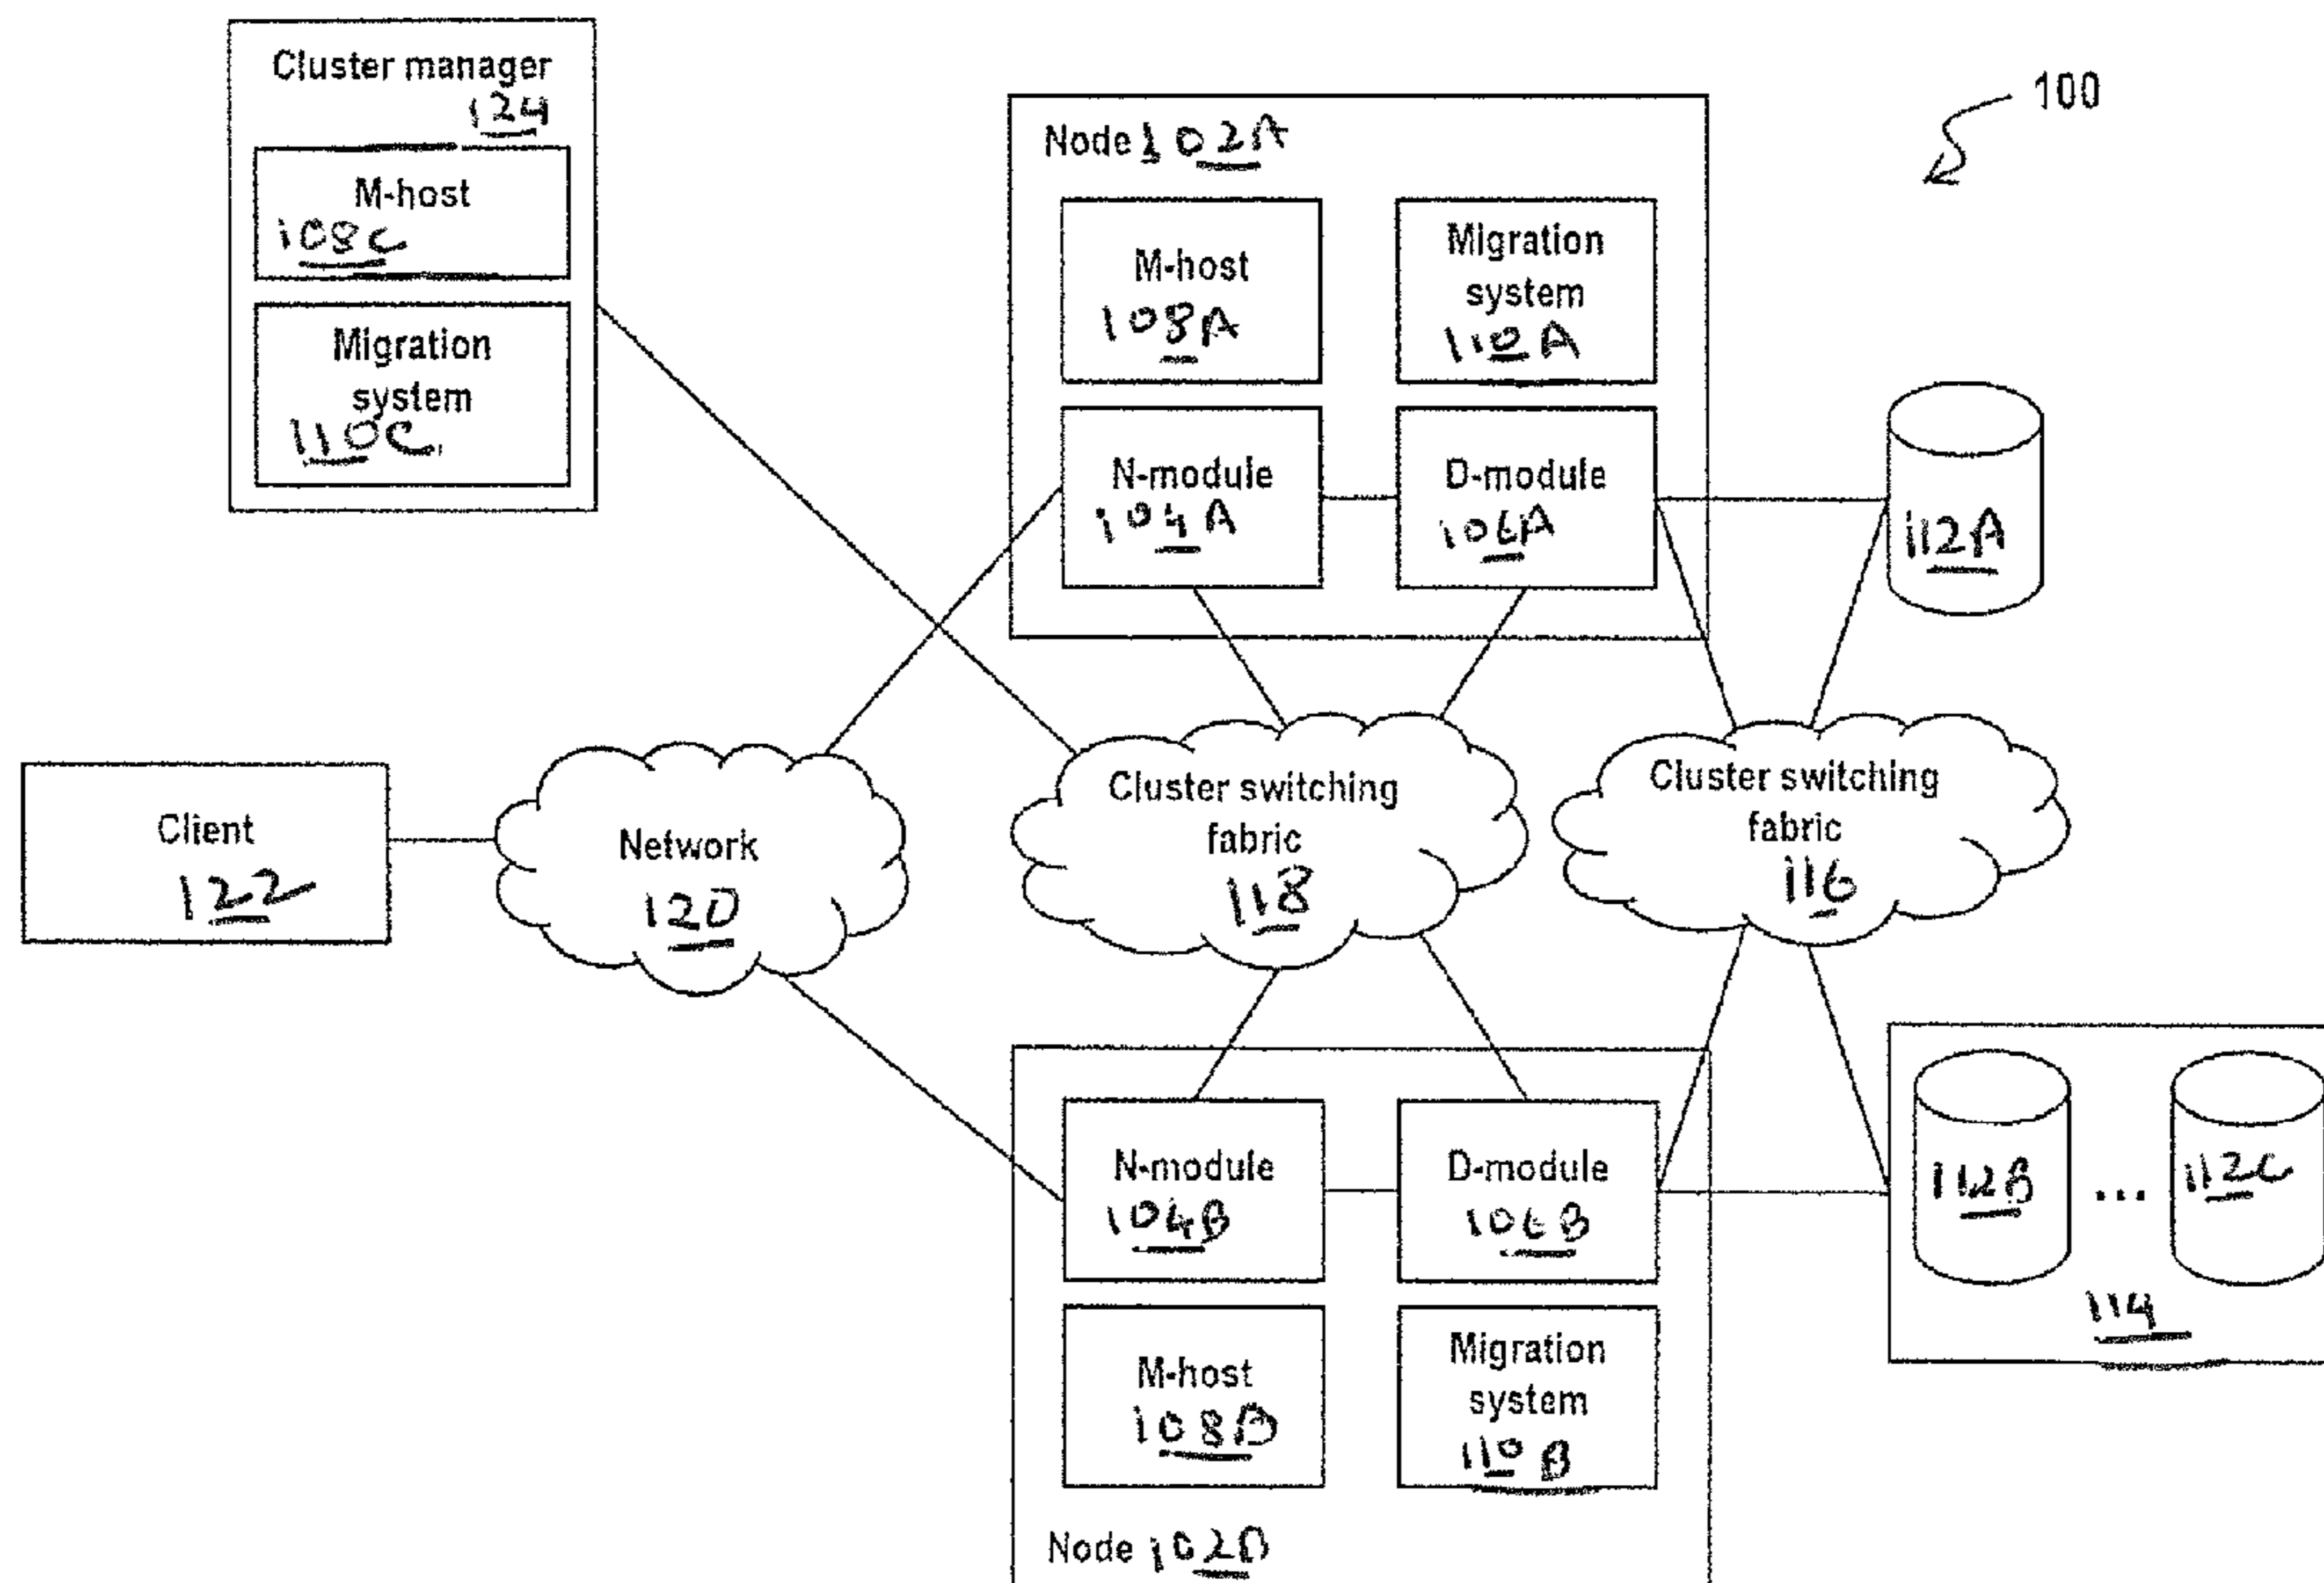 Cluster manager
124
M-host
108C
Migration
system
110C
100
Node 102A
M-host
108A
Migration
system
110A
N-module
104A
D-module
106A
112A
Client
122
Network
120
Cluster switching
fabric
118
Cluster switching
fabric
116
N-module
104B
D-module
106B
M-host
108B
Migration
system
110B
Node 102B
112B
...
112C
114